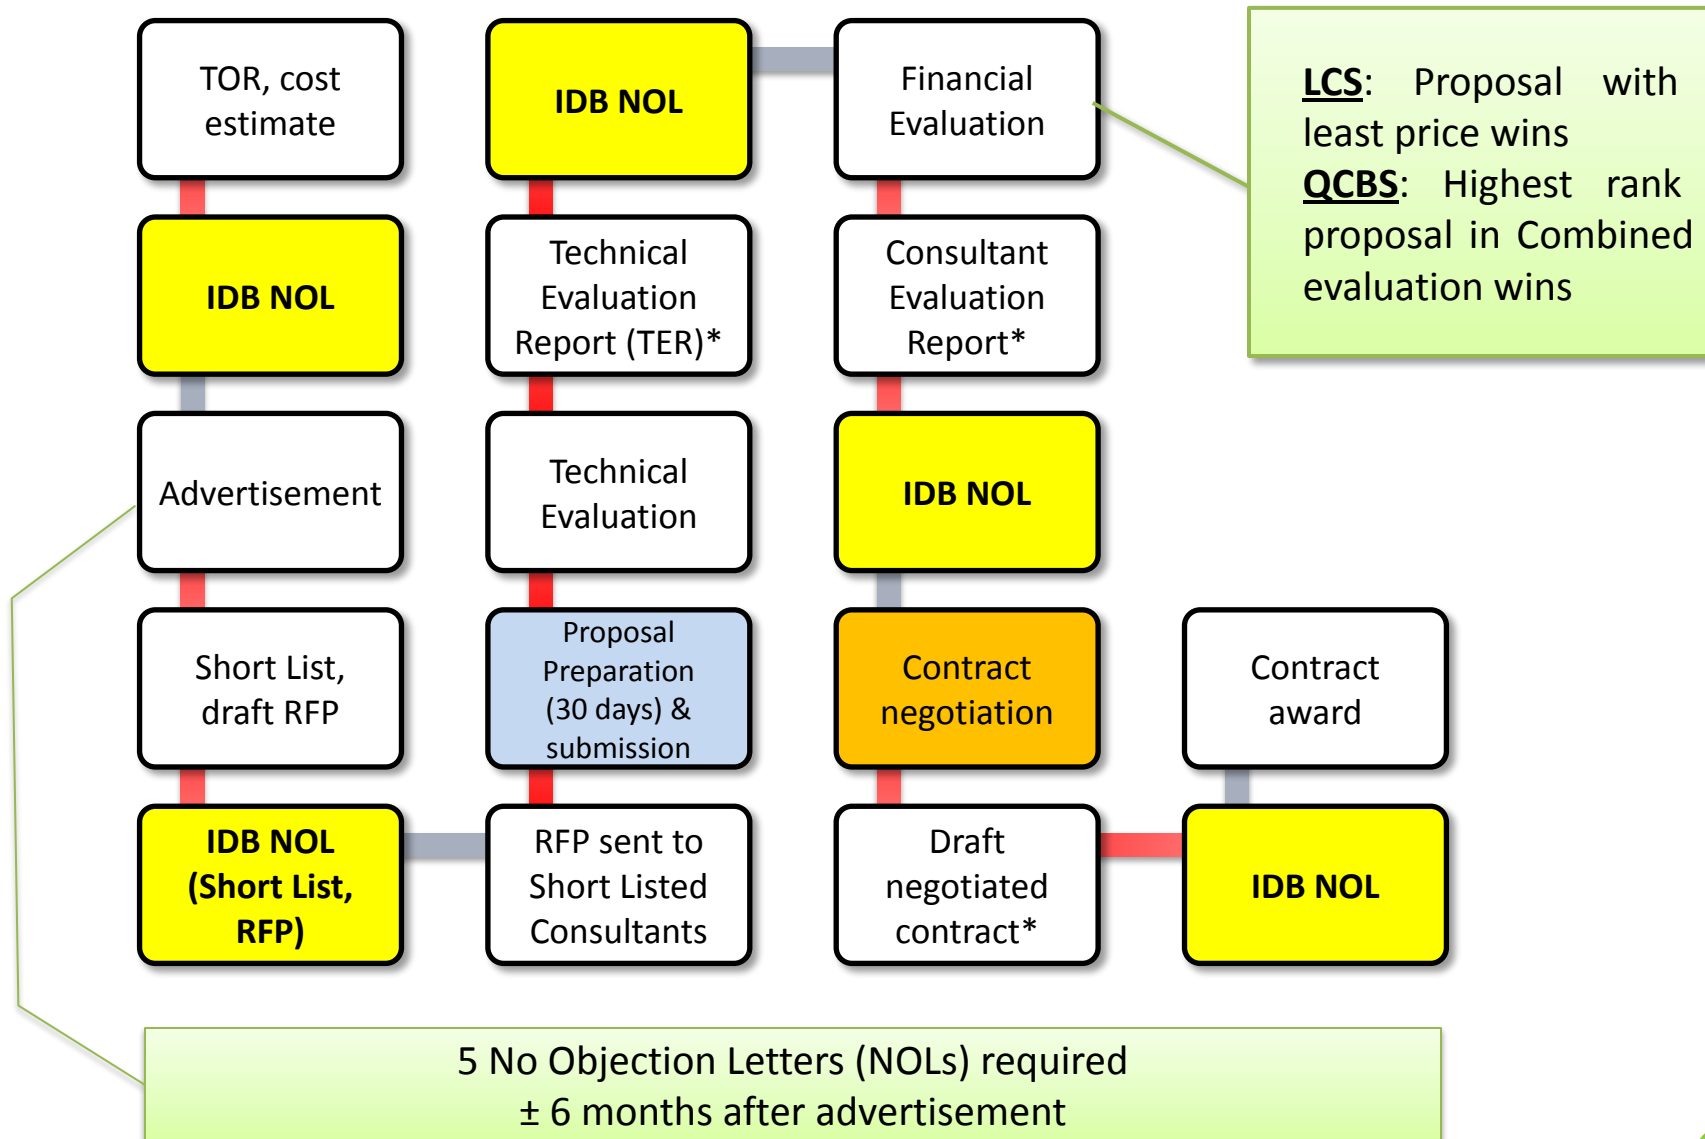 TOR, cost
estimate
IDB NOL
Advertisement
Short List,
draft RFP
IDB NOL
(Short List,
RFP)
RFP sent to
Short Listed
Consultants
Proposal
Preparation
(30 days) &
submission
Technical
Evaluation
Technical
Evaluation
Report (TER)*
IDB NOL
Financial
Evaluation
LCS: Proposal with
least price wins
QCBS: Highest rank
proposal in Combined
evaluation wins
Consultant
Evaluation
Report*
IDB NOL
Contract
negotiation
Draft
negotiated
contract*
IDB NOL
Contract
award
5 No Objection Letters (NOLs) required
± 6 months after advertisement